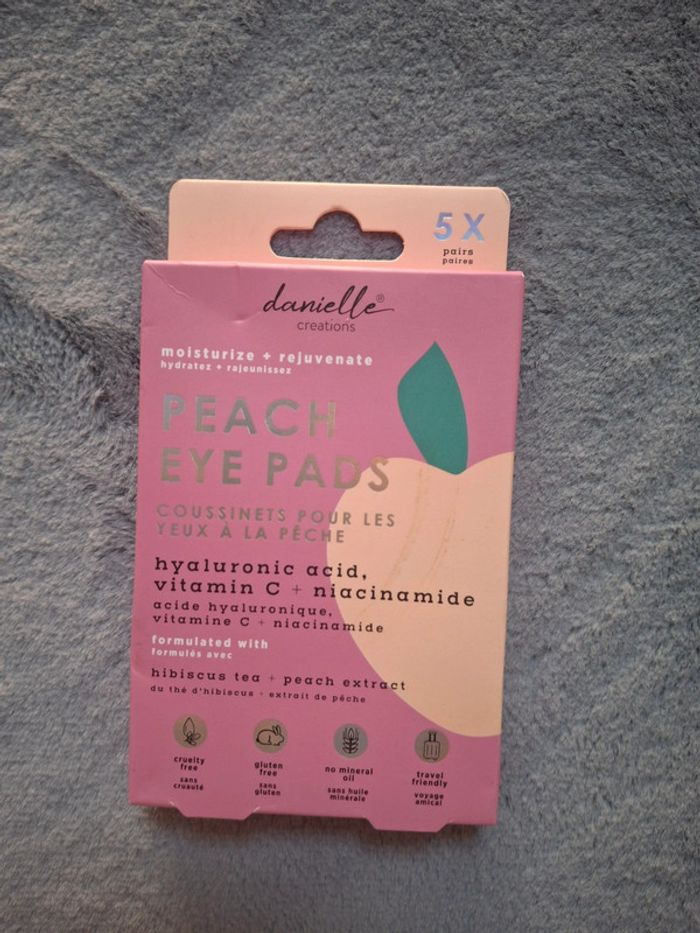 5 X
pairs
paires
danielle®
creations
moisturize + rejuvenate
hydratez + rajeunissez
PEACH
EYE PADS
COUSSINETS POUR LES
YEUX À LA PÊCHE
hyaluronic acid,
vitamin C + niacinamide
acide hyaluronique,
vitamine C + niacinamide
formulated with
formulés avec
hibiscus tea + peach extract
du thé d'hibiscus + extrait de pêche
cruelty
free
sans
cruauté
gluten
free
sans
gluten
no mineral
oil
sans huile
minérale
travel
friendly
voyage
amical